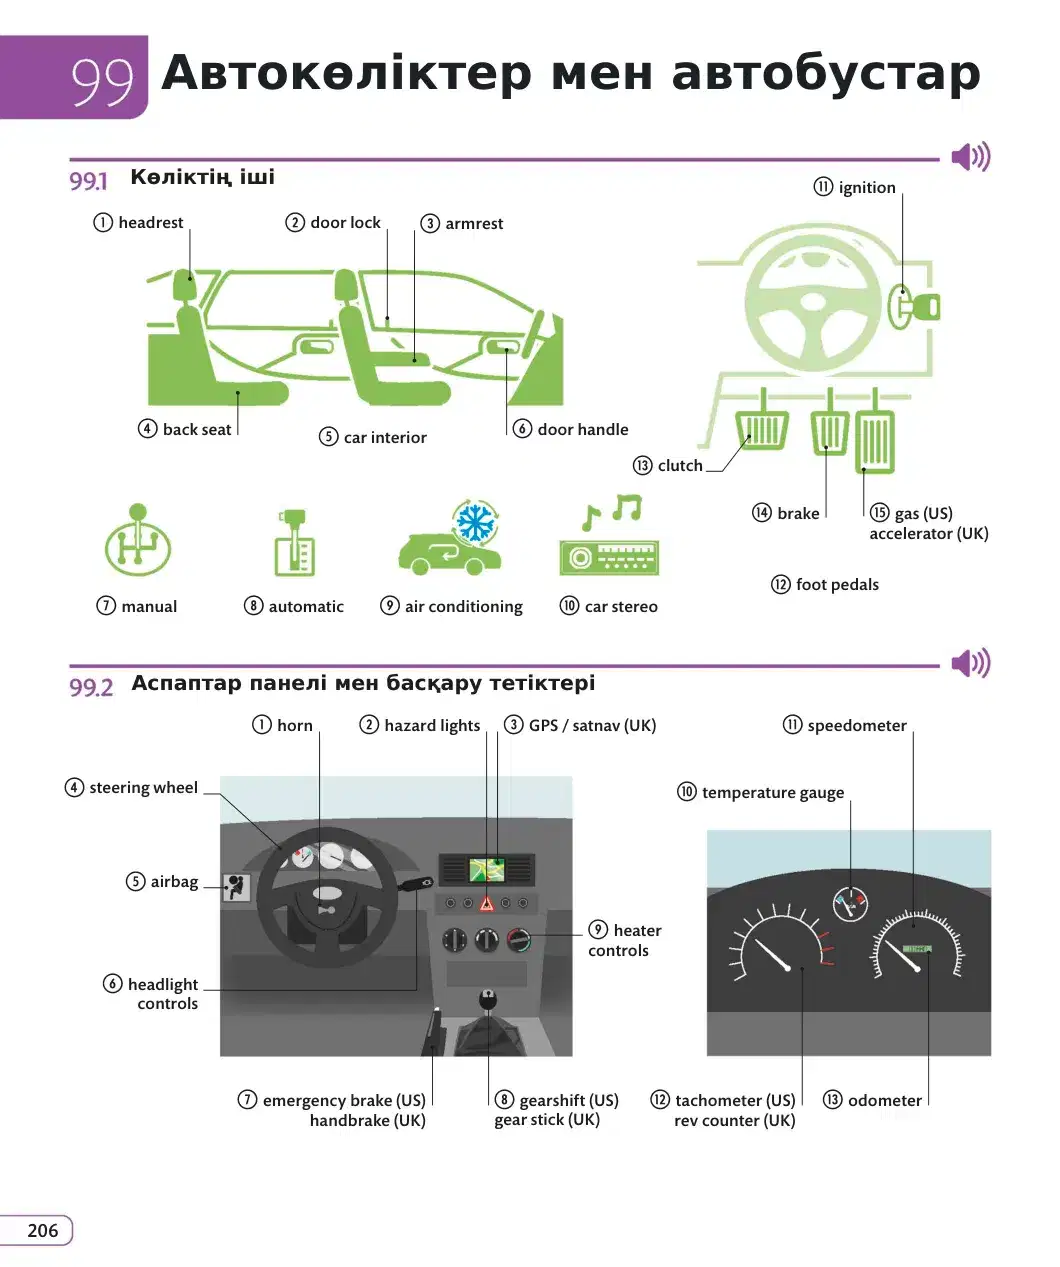 99 Автокөліктер мен автобустар
99.1 Көліктің іші
① headrest
② door lock
③ armrest
④ back seat
⑤ car interior
⑥ door handle
⑦ manual
⑧ automatic
⑨ air conditioning
⑩ car stereo
⑪ ignition
⑬ clutch
⑭ brake
⑮ gas (US)
accelerator (UK)
⑫ foot pedals
99.2 Аспаптар панелі мен басқару тетіктері
① horn
② hazard lights
③ GPS / satnav (UK)
④ steering wheel
⑤ airbag
⑥ headlight
controls
⑦ emergency brake (US)
handbrake (UK)
⑧ gearshift (US)
gear stick (UK)
⑨ heater
controls
⑩ temperature gauge
⑪ speedometer
⑫ tachometer (US)
rev counter (UK)
⑬ odometer
206